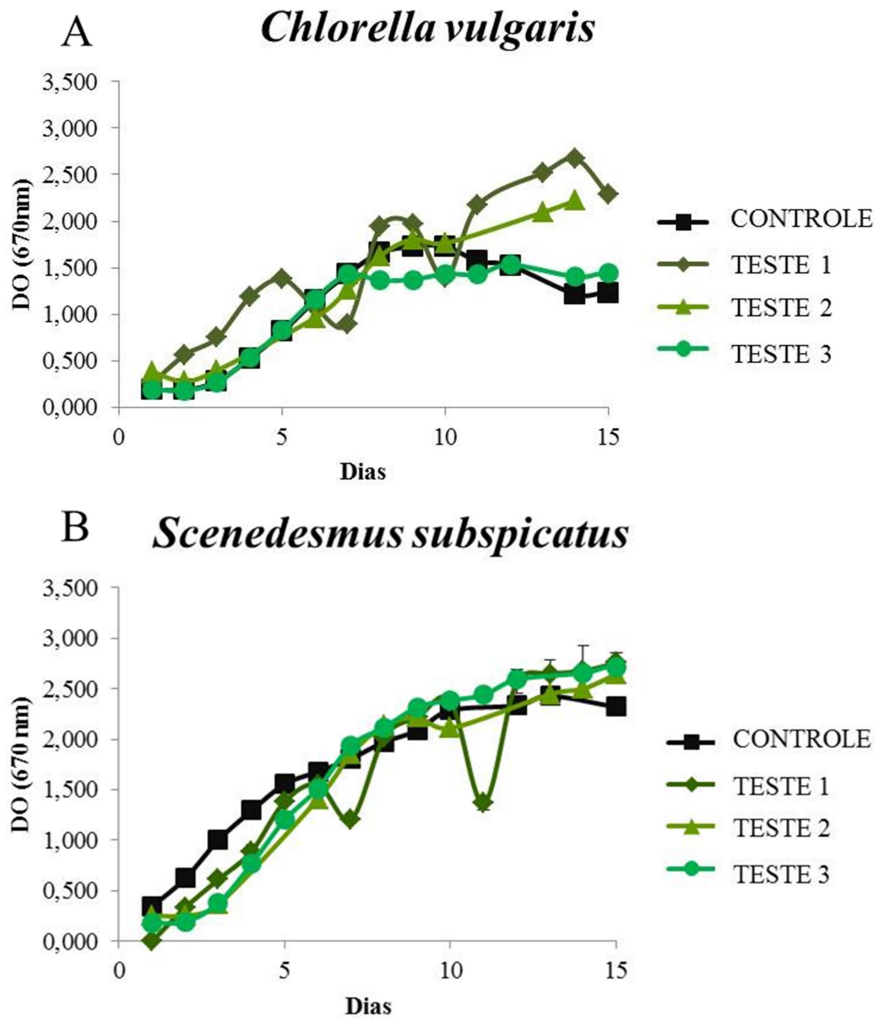 A
Chlorella vulgaris
3,500
3,000
2,500
2,000
1,500
1,000
0,500
0,000
DO (670nm)
0 5 10 15
Dias
CONTROLE
TESTE 1
TESTE 2
TESTE 3
B
Scenedesmus subspicatus
3,500
3,000
2,500
2,000
1,500
1,000
0,500
0,000
DO (670 nm)
0 5 10 15
Dias
CONTROLE
TESTE 1
TESTE 2
TESTE 3